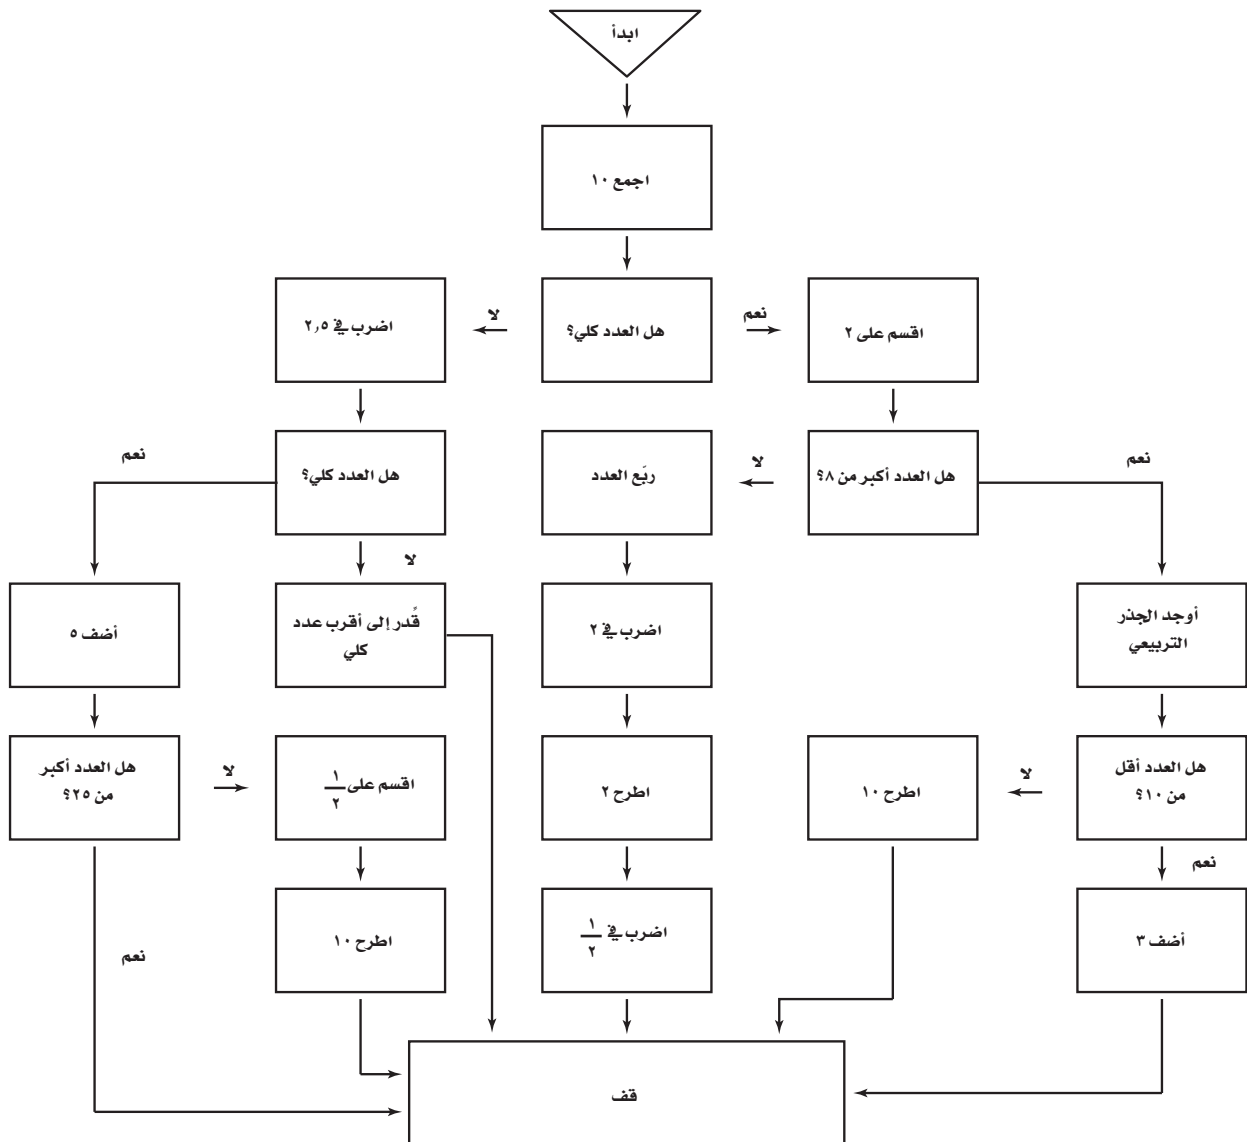 ابدأ
اجمع ١٠
هل العدد كلي؟
نعم
لا
اقسم على ٢
اضرب في ٢,٥
هل العدد أكبر من ٨؟
نعم
لا
ربّع العدد
هل العدد كلي؟
نعم
لا
أوجد الجذر
التربيعي
اضرب في ٢
قُدر إلى أقرب عدد
كلي
أضف ٥
هل العدد أقل
من ١٠؟
لا
نعم
اطرح ١٠
اطرح ٢
اقسم على ١/٢
لا
هل العدد أكبر
من ٢٥؟
نعم
أضف ٣
اضرب في ١/٢
اطرح ١٠
قف